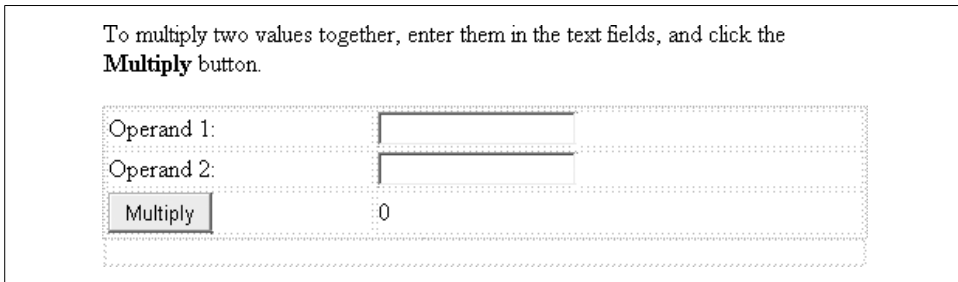 To multiply two values together, enter them in the text fields, and click the
Multiply button.
Operand 1:
Operand 2:
Multiply 0